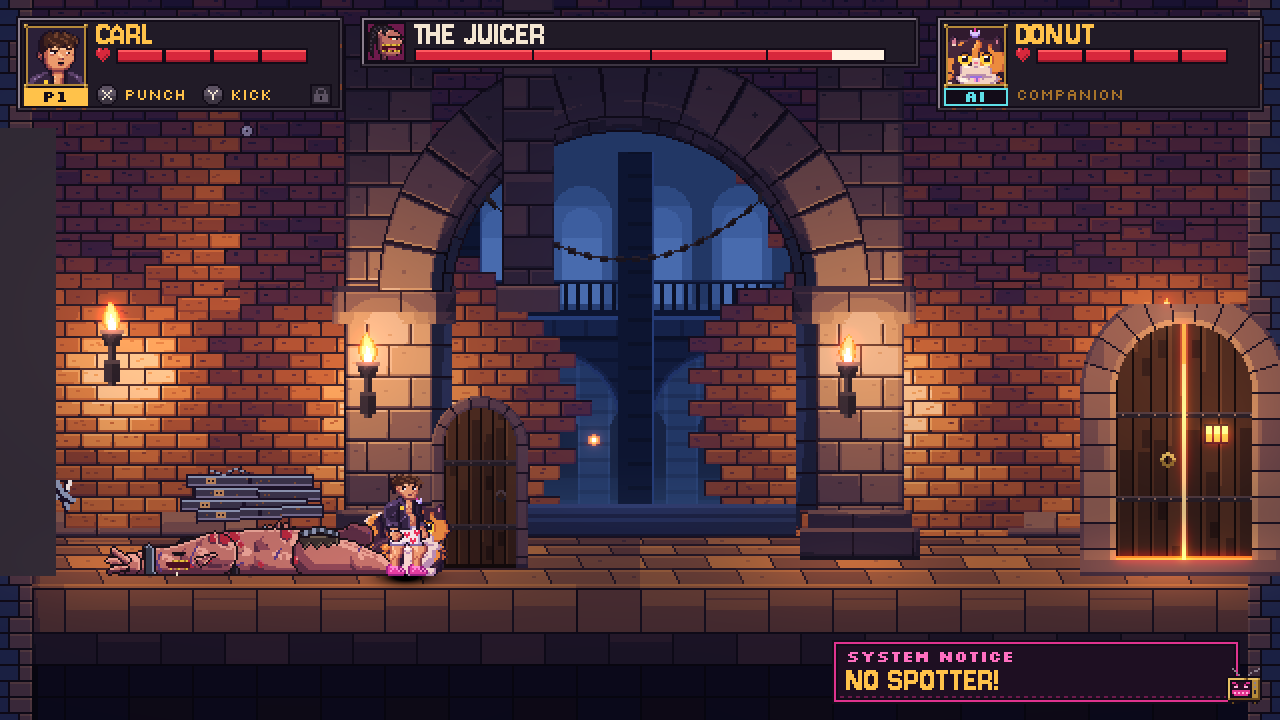 CARL
P1
X PUNCH Y KICK
THE JUICER
DONUT
AI
COMPANION
SYSTEM NOTICE
NO SPOTTER!